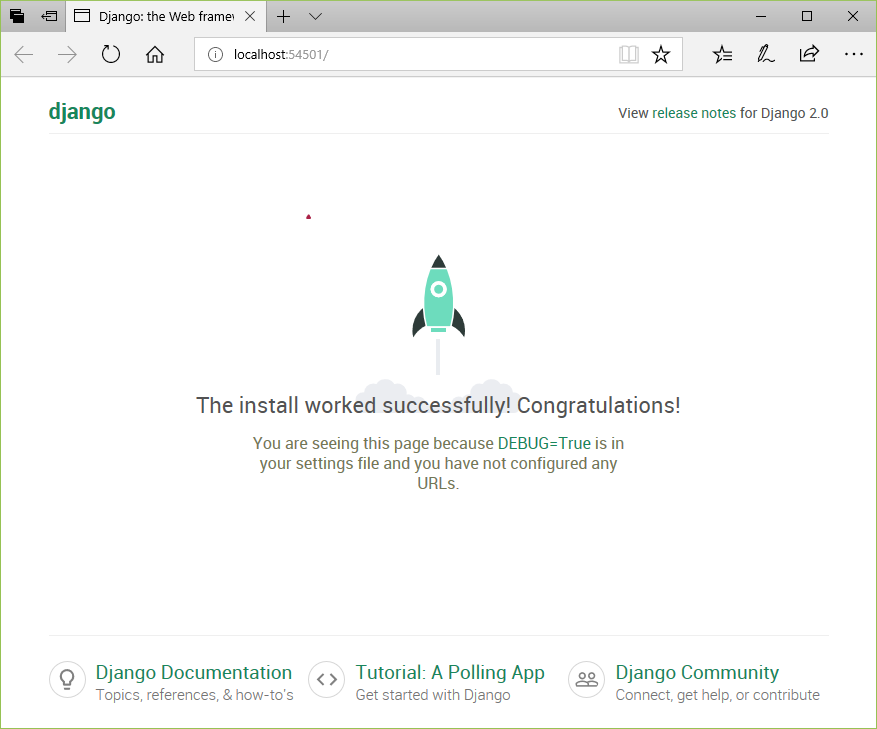 Django: the Web framew
localhost:54501/
django
View release notes for Django 2.0
The install worked successfully! Congratulations!
You are seeing this page because DEBUG=True is in
your settings file and you have not configured any
URLs.
Django Documentation
Topics, references, & how-to's
Tutorial: A Polling App
Get started with Django
Django Community
Connect, get help, or contribute